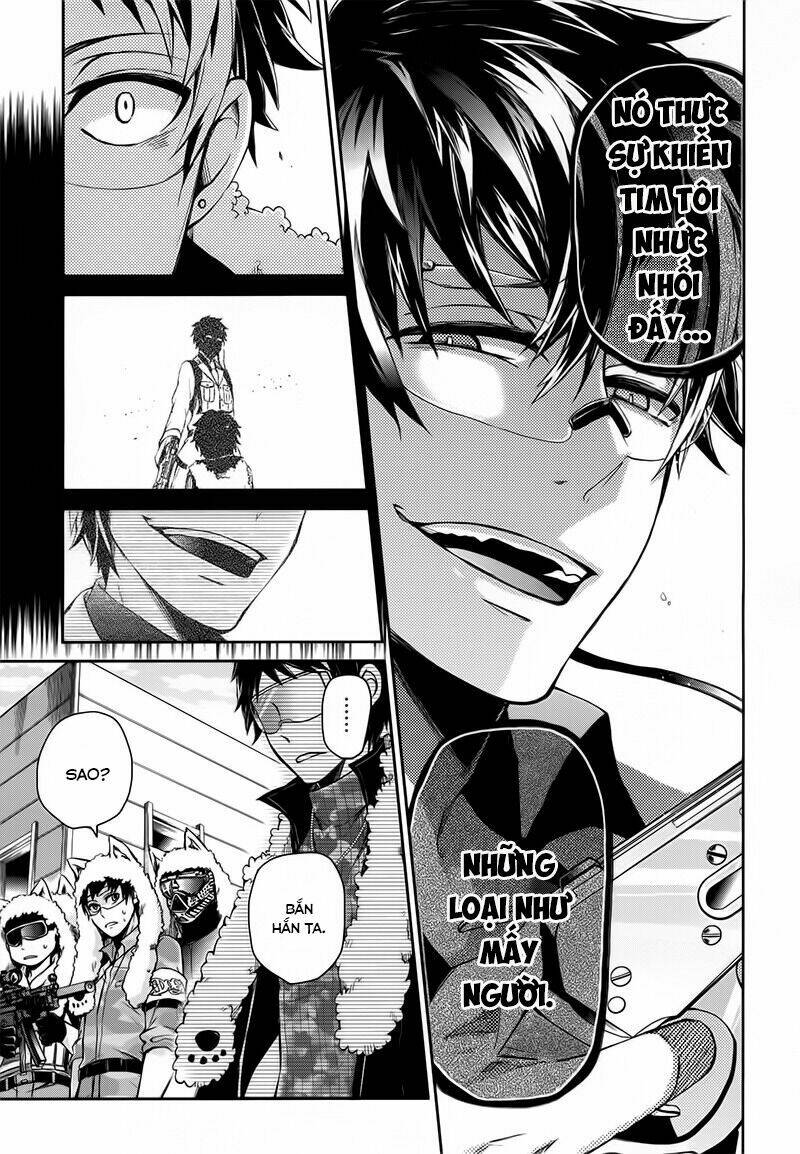 NÓ THỰC
SỰ KHIẾN
TIM TÔI
NHỨC
NHỐI
ĐẤY...
NHỮNG
LOẠI NHƯ
MẤY
NGƯỜI.
......
SAO?
BẮN
HẮN TA.